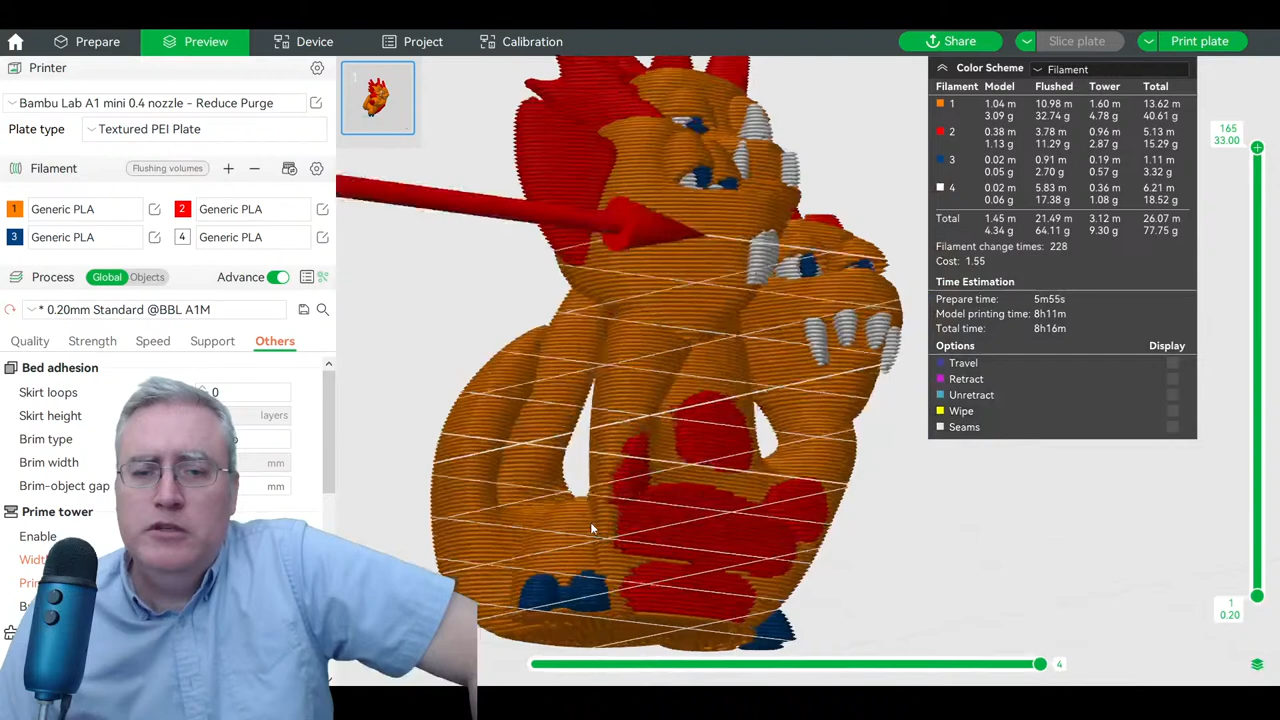 Prepare Preview Device Project Calibration Share Slice plate Print plate
Printer
Bambu Lab A1 mini 0.4 nozzle - Reduce Purge
Plate type Textured PEI Plate
Filament Flushing volumes
1 Generic PLA 2 Generic PLA
3 Generic PLA 4 Generic PLA
Process Global Objects Advance
* 0.20mm Standard @BBL A1M
Quality Strength Speed Support Others
Bed adhesion
Skirt loops 0
Skirt height layers
Brim type
Brim width mm
Brim-object gap mm
Prime tower
Enable
1
Color Scheme Filament
Filament Model Flushed Tower Total
1 1.04 m 10.98 m 1.60 m 13.62 m
3.09 g 32.74 g 4.78 g 40.61 g
2 0.38 m 3.78 m 0.96 m 5.13 m
1.13 g 11.29 g 2.87 g 15.29 g
3 0.02 m 0.91 m 0.19 m 1.11 m
0.05 g 2.70 g 0.57 g 3.32 g
4 0.02 m 5.83 m 0.36 m 6.21 m
0.06 g 17.38 g 1.08 g 18.52 g
Total 1.45 m 21.49 m 3.12 m 26.07 m
4.34 g 64.11 g 9.30 g 77.75 g
Filament change times: 228
Cost: 1.55
Time Estimation
Prepare time: 5m55s
Model printing time: 8h11m
Total time: 8h16m
Options Display
Travel
Retract
Unretract
Wipe
Seams
165
33.00
1
0.20
4